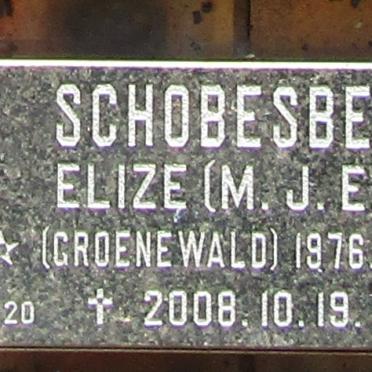 SCHOBESBE
ELIZE (M. J. E
☆ (GROENEWALD) 1976.
20 ✝ 2008.10.19.